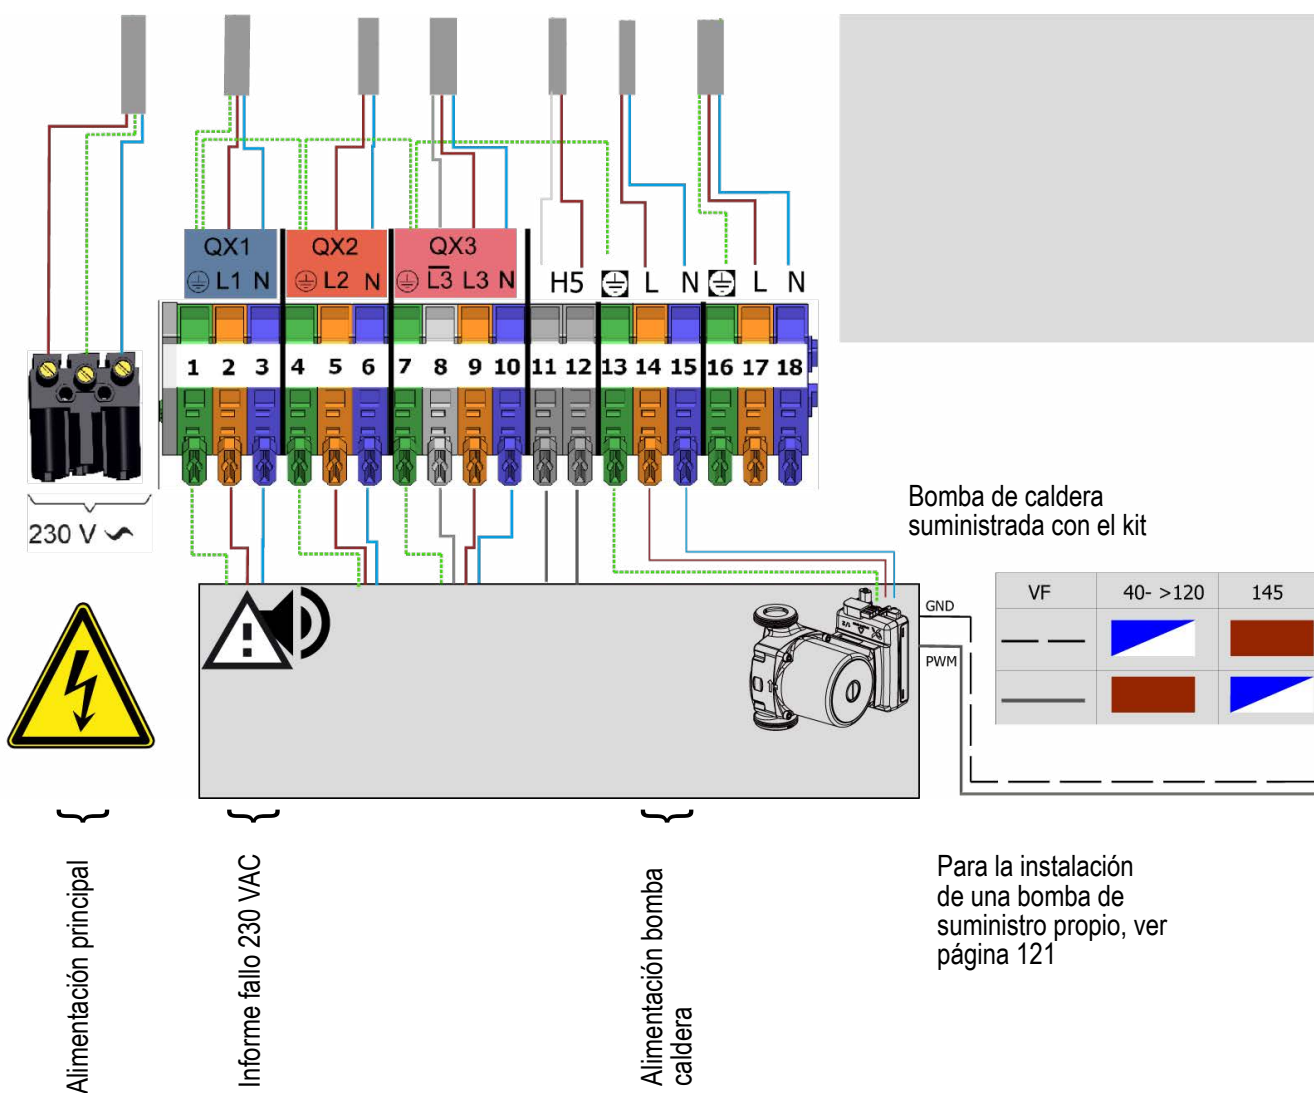 QX1
QX2
QX3
L1 N
L2 N
L3 L3 N
H5
L N
L N
1 2 3 4 5 6 7 8 9 10 11 12 13 14 15 16 17 18
230 V
Bomba de caldera
suministrada con el kit
VF 40- >120 145
GND
PWM
Alimentación principal
Informe fallo 230 VAC
Alimentación bomba
caldera
Para la instalación
de una bomba de
suministro propio, ver
página 121